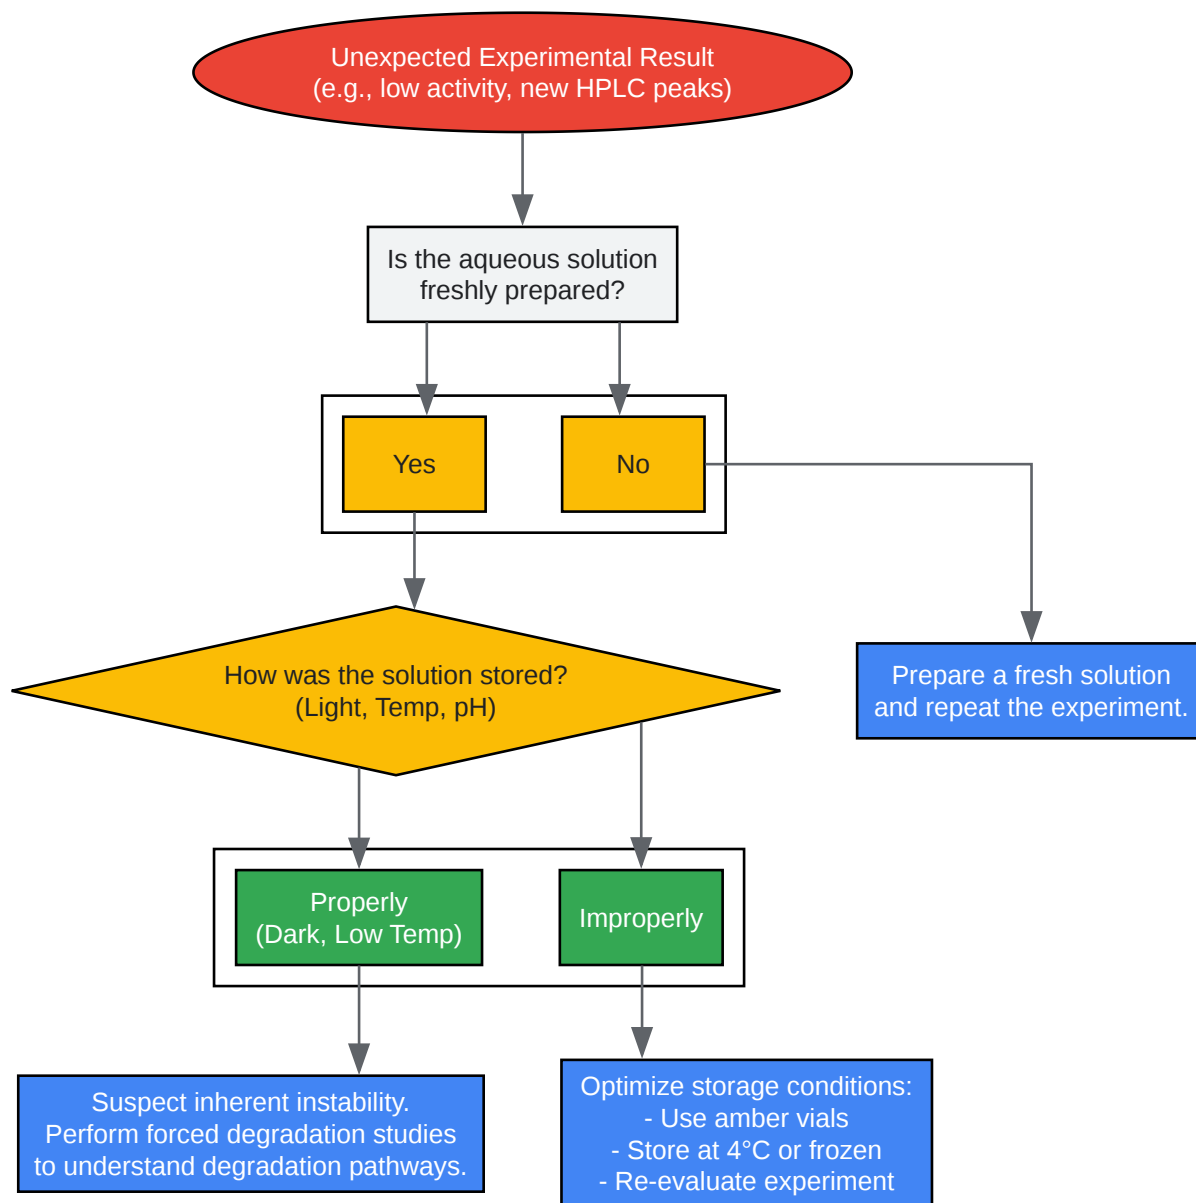 Unexpected Experimental Result
(e.g., low activity, new HPLC peaks)
Is the aqueous solution
freshly prepared?
Yes
No
How was the solution stored?
(Light, Temp, pH)
Prepare a fresh solution
and repeat the experiment.
Properly
(Dark, Low Temp)
Improperly
Suspect inherent instability.
Perform forced degradation studies
to understand degradation pathways.
Optimize storage conditions:
- Use amber vials
- Store at 4°C or frozen
- Re-evaluate experiment